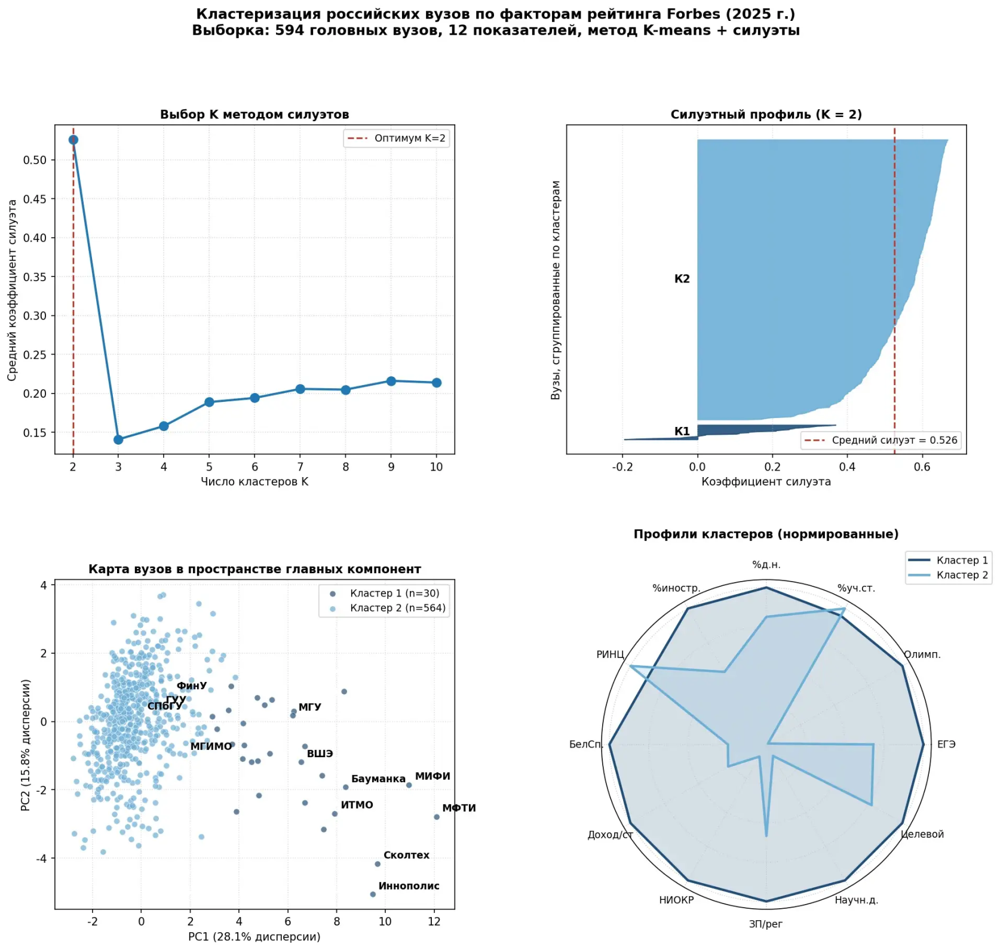 Кластеризация российских вузов по факторам рейтинга Forbes (2025 г.)
Выборка: 594 головных вузов, 12 показателей, метод K-means + силуэты
Выбор K методом силуэтов
Оптимум K=2
Средний коэффициент силуэта
0.50
0.45
0.40
0.35
0.30
0.25
0.20
0.15
2 3 4 5 6 7 8 9 10
Число кластеров K
Силуэтный профиль (K = 2)
Вузы, сгруппированные по кластерам
К2
К1
Средний силуэт = 0.526
-0.2 0.0 0.2 0.4 0.6
Коэффициент силуэта
Карта вузов в пространстве главных компонент
Кластер 1 (n=30)
Кластер 2 (n=564)
PC2 (15.8% дисперсии)
4
2
0
-2
-4
ФинУ
ГУУ
СПбГУ
МГУ
МГИМО
ВШЭ
Бауманка
МИФИ
ИТМО
МФТИ
Сколтех
Иннополис
-2 0 2 4 6 8 10 12
PC1 (28.1% дисперсии)
Профили кластеров (нормированные)
Кластер 1
Кластер 2
%д.н.
%иностр.
%уч.ст.
РИНЦ
Олимп.
БелСп.
ЕГЭ
Доход/ст
Целевой
НИОКР
Научн.д.
ЗП/рег